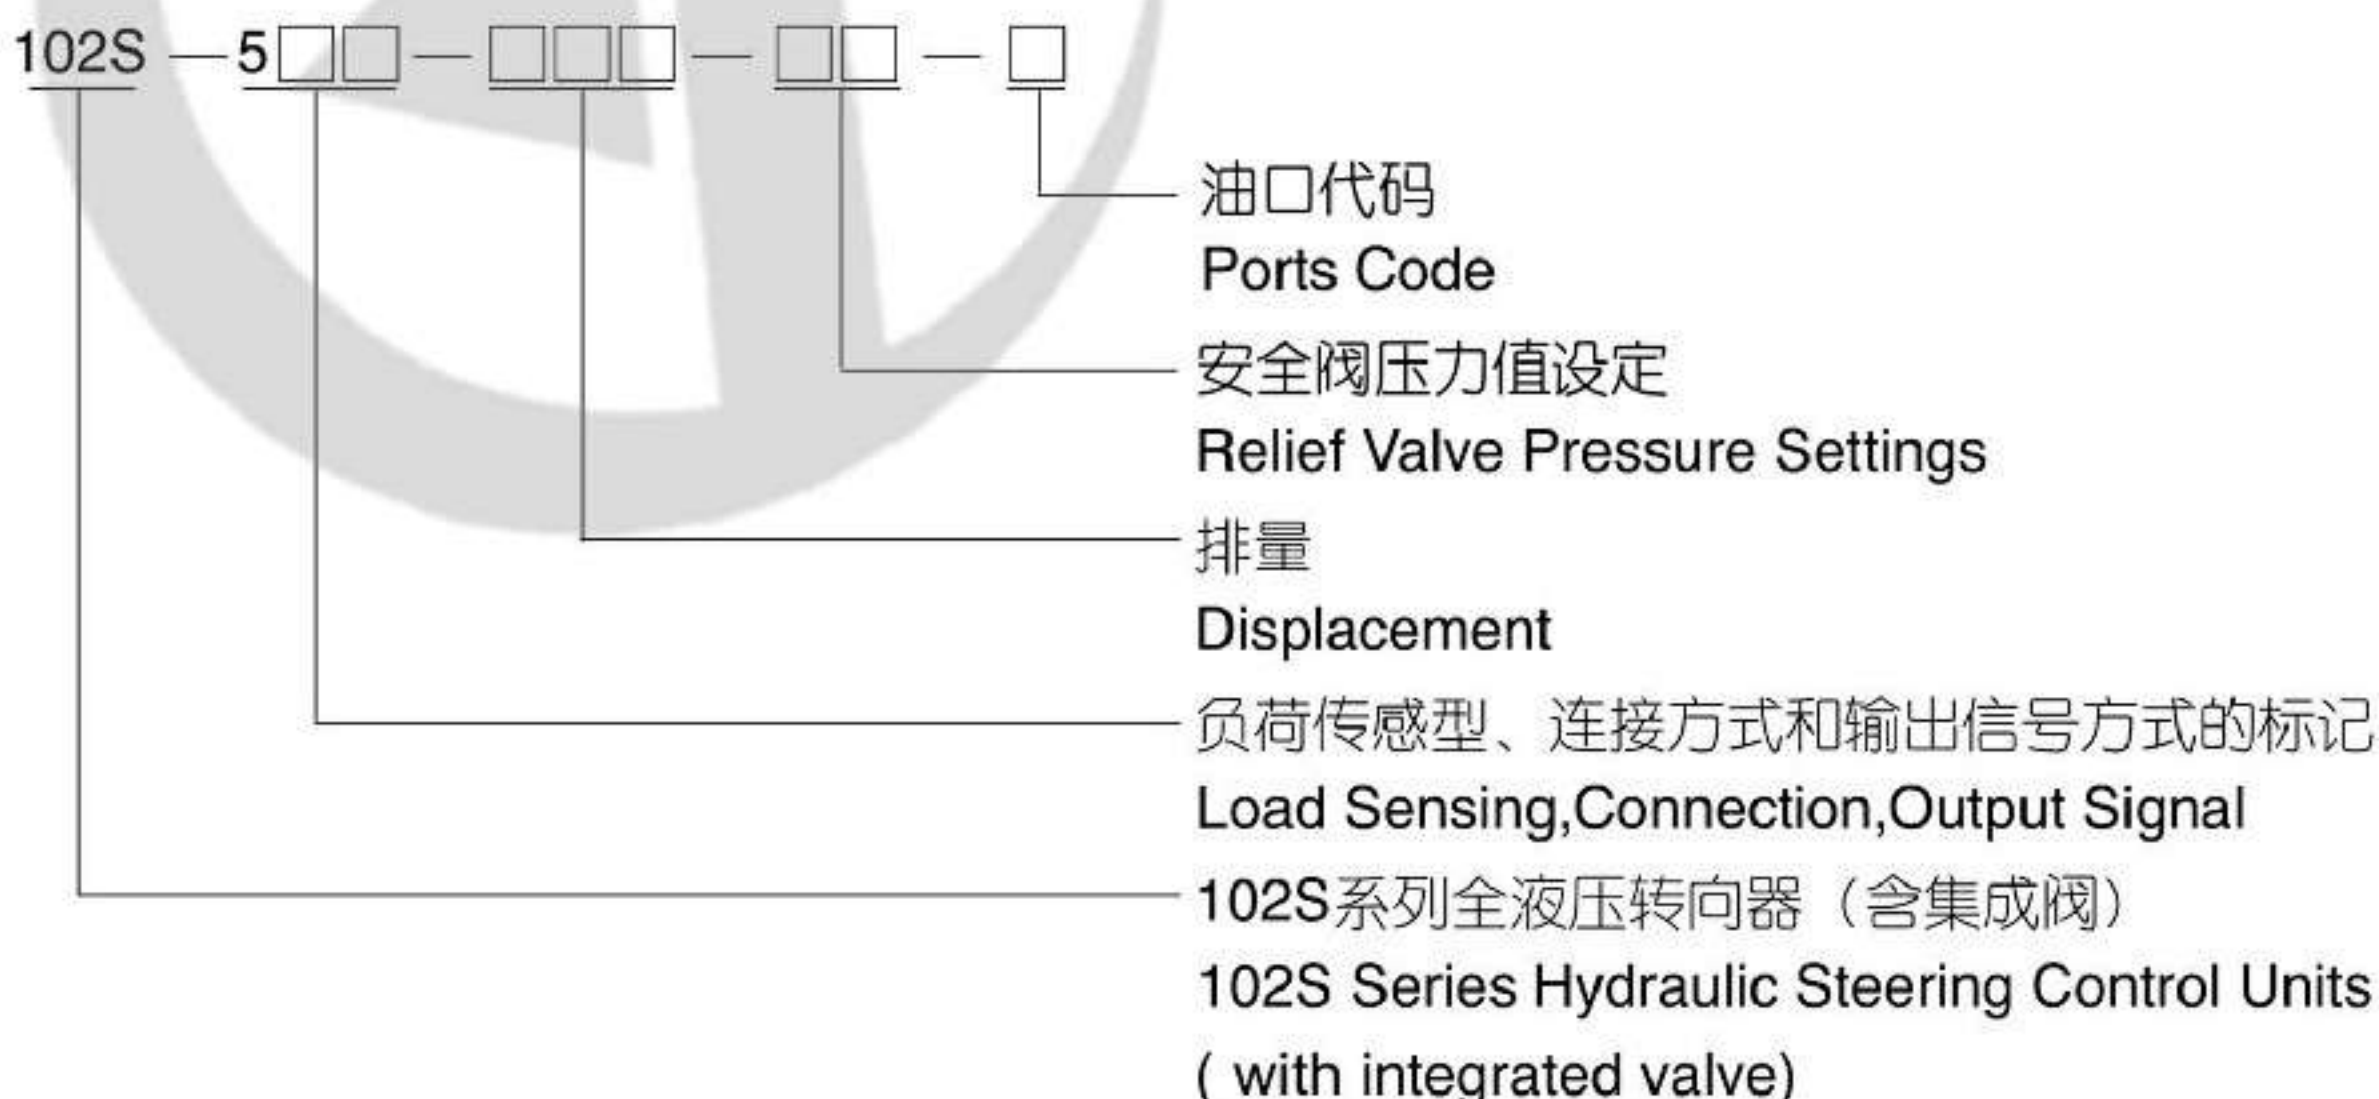 102S — 5□□ — □□□ — □□ — □
油口代码
Ports Code
安全阀压力值设定
Relief Valve Pressure Settings
排量
Displacement
负荷传感型、连接方式和输出信号方式的标记
Load Sensing,Connection,Output Signal
102S系列全液压转向器（含集成阀）
102S Series Hydraulic Steering Control Units
( with integrated valve)